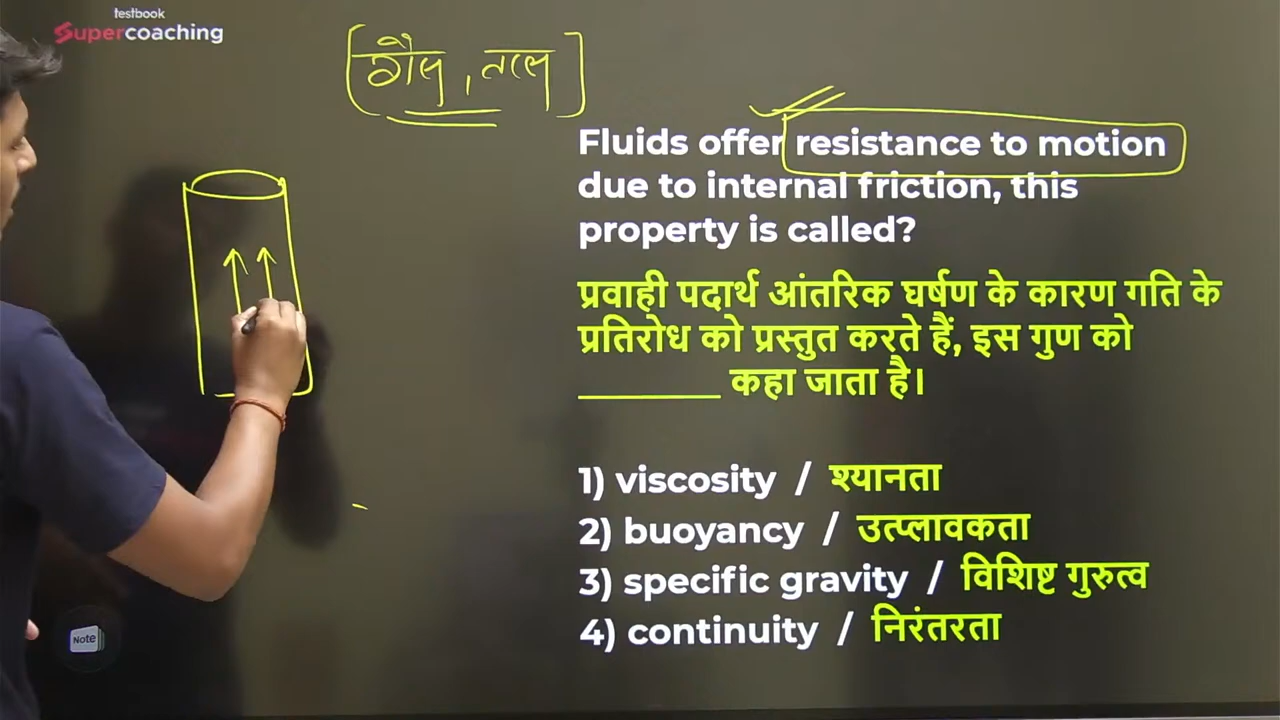 testbook
Supercoaching
[गैस, तरल]
Fluids offer resistance to motion
due to internal friction, this
property is called?
प्रवाही पदार्थ आंतरिक घर्षण के कारण गति के
प्रतिरोध को प्रस्तुत करते हैं, इस गुण को
________ कहा जाता है।
1) viscosity / श्यानता
2) buoyancy / उत्प्लावकता
3) specific gravity / विशिष्ट गुरुत्व
4) continuity / निरंतरता
Note